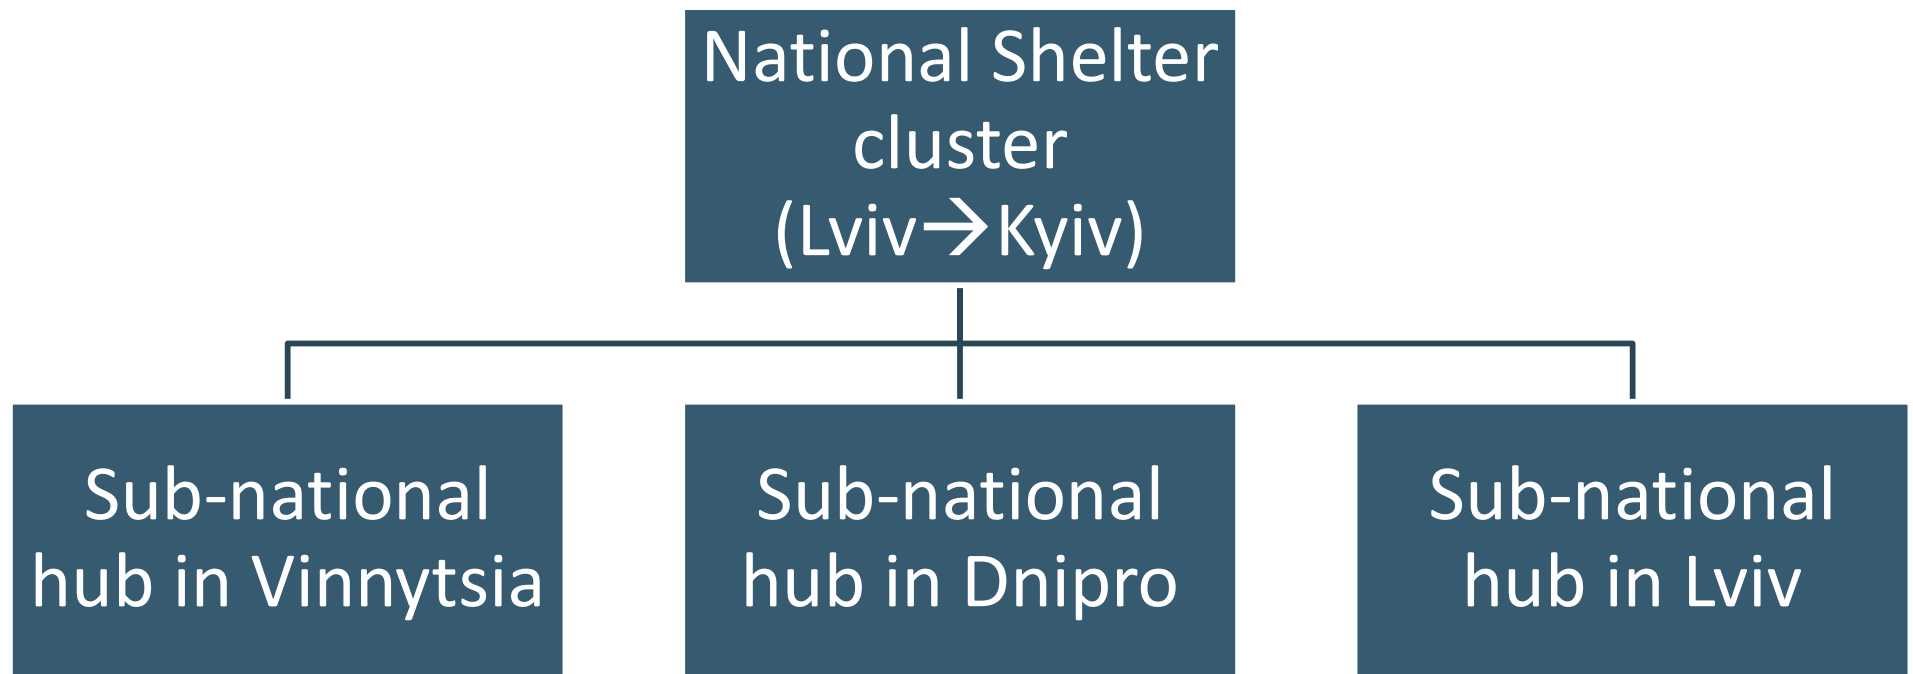 National Shelter
cluster
(Lviv→Kyiv)
Sub-national
hub in Vinnytsia
Sub-national
hub in Dnipro
Sub-national
hub in Lviv